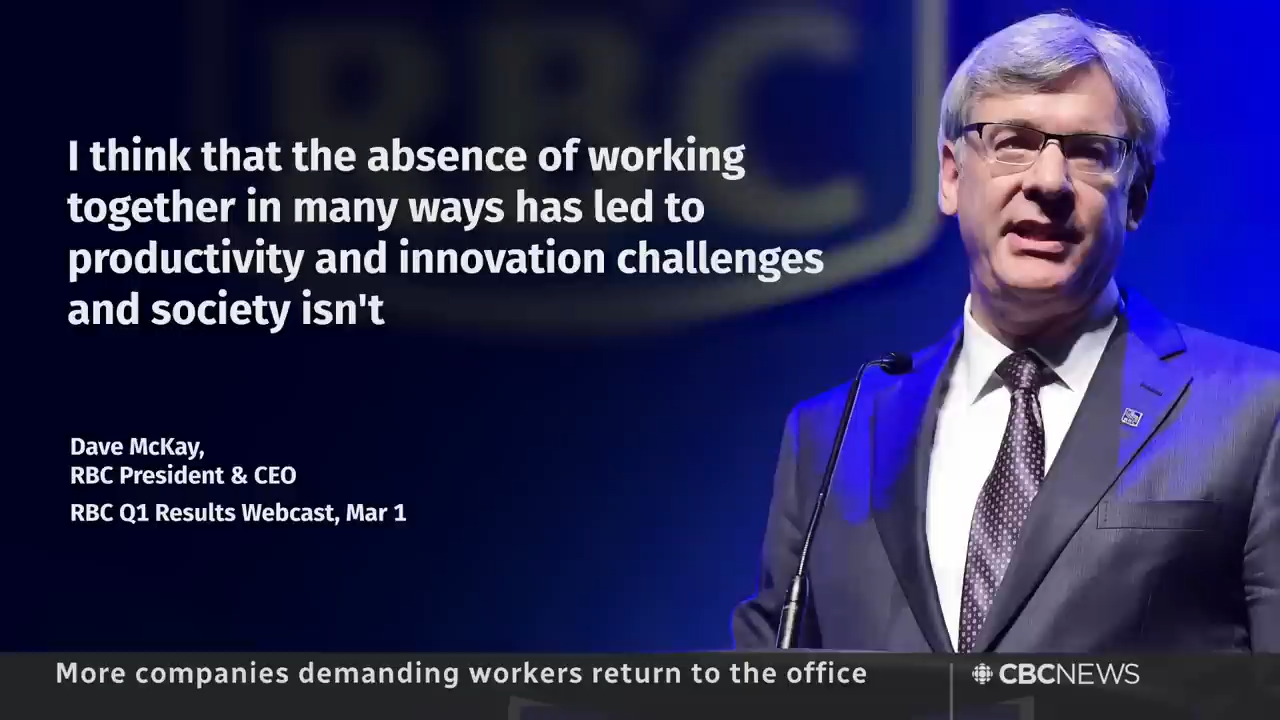 RBC
I think that the absence of working
together in many ways has led to
productivity and innovation challenges
and society isn't
Dave McKay,
RBC President & CEO
RBC Q1 Results Webcast, Mar 1
More companies demanding workers return to the office
CBCNEWS